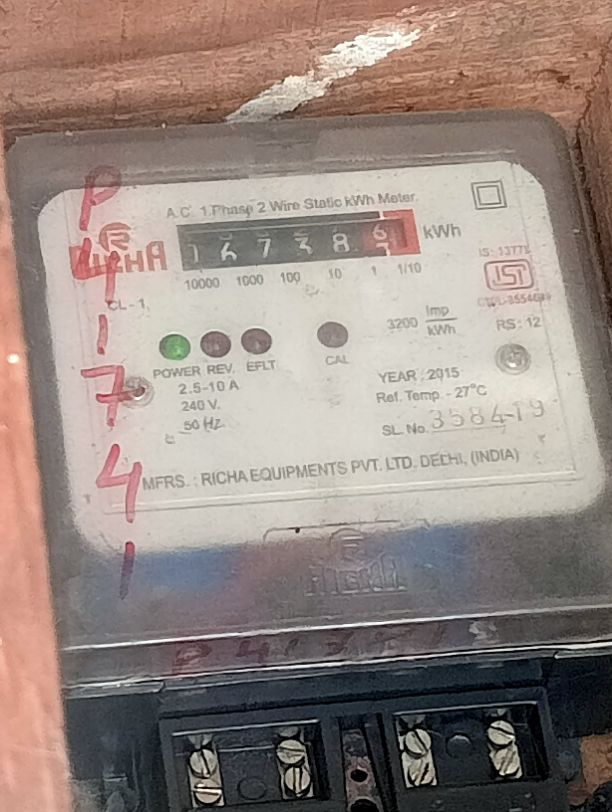 A.C. 1 Phase 2 Wire Static kWh Meter
RICHA
1 6 7 3 8 kWh
10000 1000 100 10 1 1/10
IS: 13779
ISI
CL-1
3200 Imp/kWh
RS: 12
POWER REV. EFLT CAL
2.5-10 A
240 V.
50 Hz.
YEAR : 2015
Ref. Temp. - 27°C
SL. No. 358419
MFRS. : RICHA EQUIPMENTS PVT. LTD. DELHI, (INDIA)
RICHA
P
4
1
7
4
1